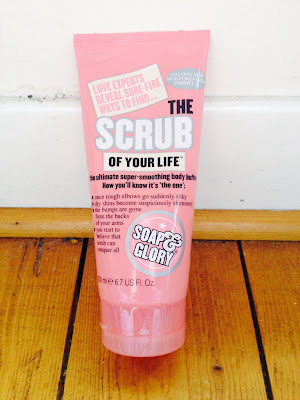 LOVE EXPERTS
REVEAL SURE-FIRE
WAYS TO FIND...
THE
SCRUB
OF YOUR LIFE™
the ultimate super-smoothing body buffer
How you'll know it's 'the one':
once rough elbows go suddenly silky
dry shins become suspiciously shimmery
the bumps are gone
from the backs
of your arms
you start to
believe that
scrub can
conquer all
SOAP&
GLORY
ml e 6.7 US Fl. Oz.